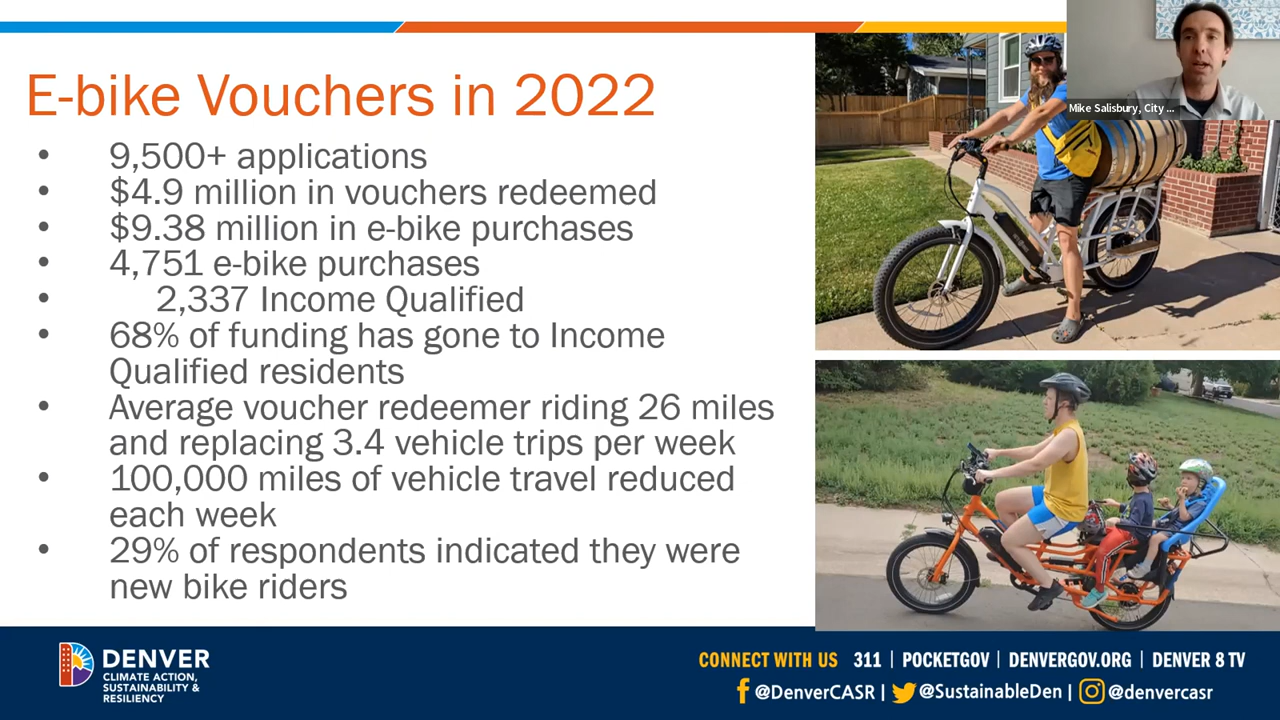 E-bike Vouchers in 2022
• 9,500+ applications
• $4.9 million in vouchers redeemed
• $9.38 million in e-bike purchases
• 4,751 e-bike purchases
• 2,337 Income Qualified
• 68% of funding has gone to Income
Qualified residents
• Average voucher redeemer riding 26 miles
and replacing 3.4 vehicle trips per week
• 100,000 miles of vehicle travel reduced
each week
• 29% of respondents indicated they were
new bike riders
Mike Salisbury, City ...
DENVER
CLIMATE ACTION,
SUSTAINABILITY &
RESILIENCY
CONNECT WITH US 311 | POCKETGOV | DENVERGOV.ORG | DENVER 8 TV
@DenverCASR | @SustainableDen | @denvercasr